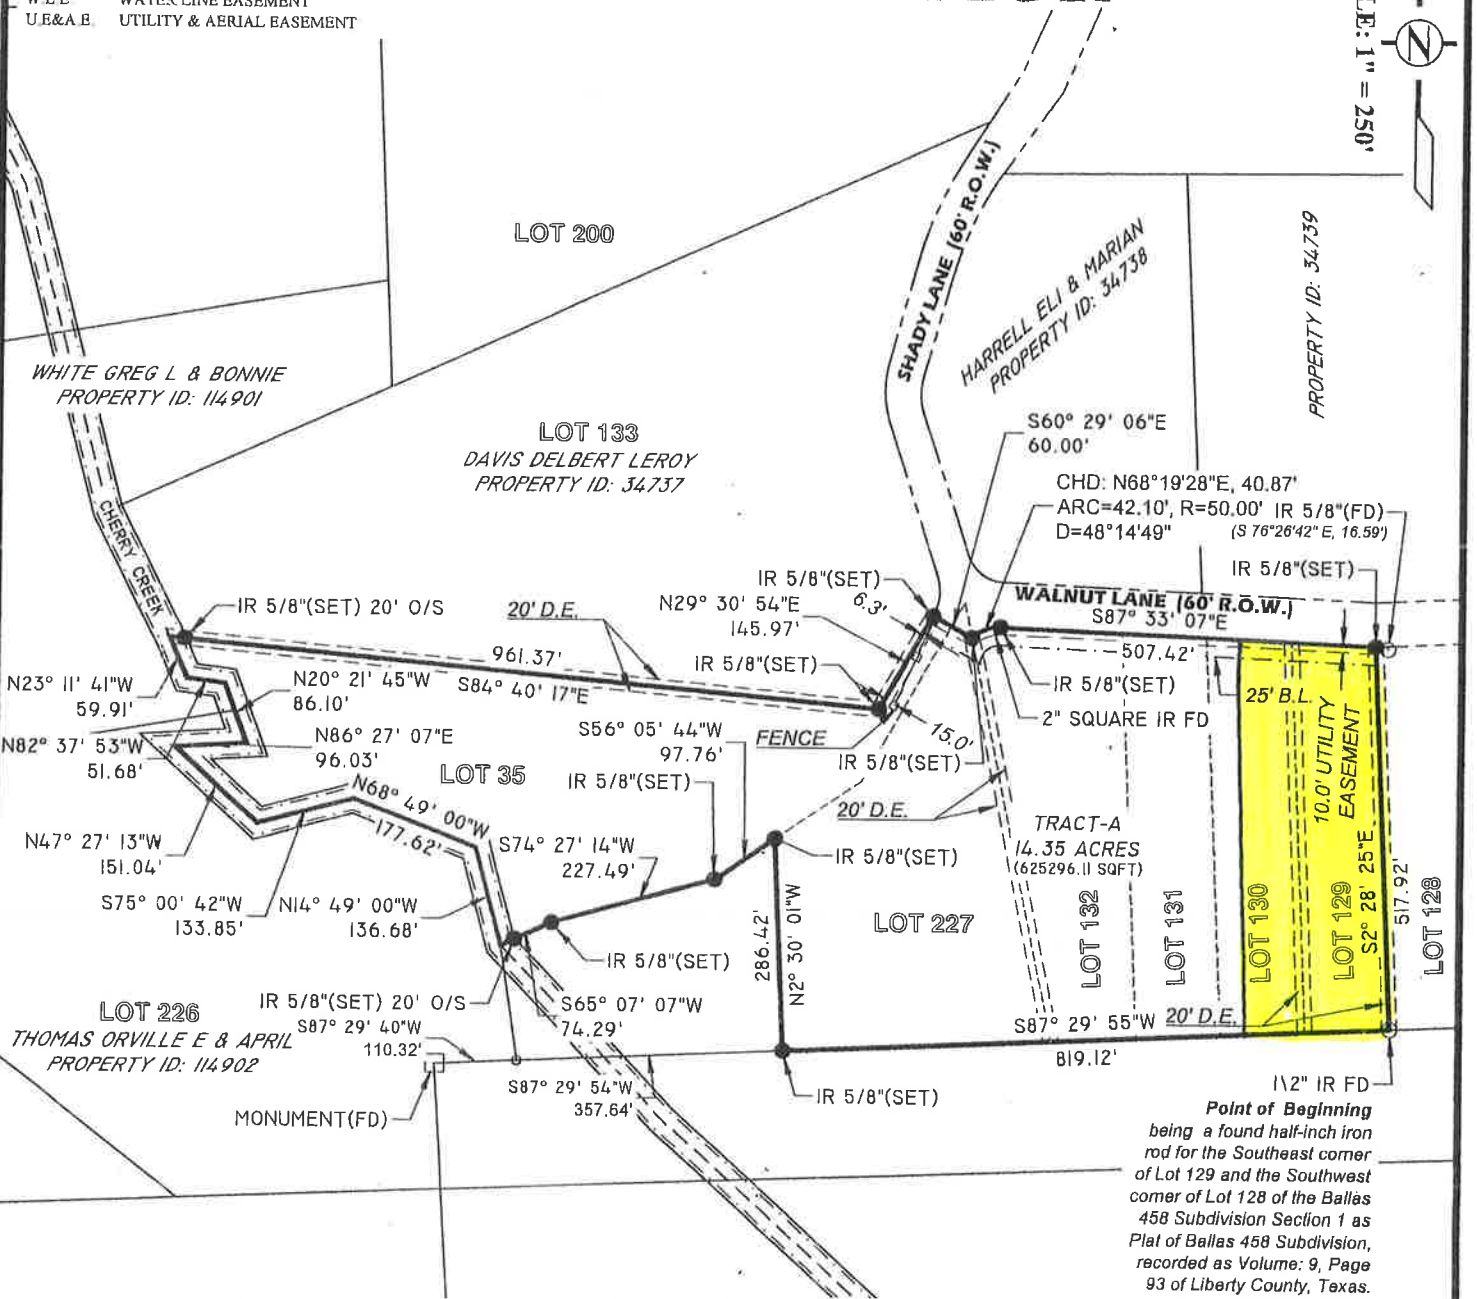 W.L.E WATER LINE EASEMENT
U.E&A.E. UTILITY & AERIAL EASEMENT
LE: 1" = 250'
N
LOT 200
SHADY LANE (60' R.O.W.)
HARRELL ELI & MARIAN
PROPERTY ID: 34738
PROPERTY ID: 34739
WHITE GREG L & BONNIE
PROPERTY ID: 114901
LOT 133
DAVIS DELBERT LEROY
PROPERTY ID: 34737
S60° 29' 06"E
60.00'
CHD: N68°19'28"E, 40.87'
ARC=42.10', R=50.00'
D=48°14'49"
IR 5/8"(FD)
(S 76°26'42" E, 16.59')
IR 5/8"(SET)
CHERRY CREEK
IR 5/8"(SET) 20' O/S
20' D.E.
IR 5/8"(SET)
6.3'
N29° 30' 54"E
145.97'
IR 5/8"(SET)
WALNUT LANE (60' R.O.W.)
S87° 33' 07"E
507.42'
961.37'
S84° 40' 17"E
N23° 11' 41"W
59.91'
N20° 21' 45"W
86.10'
IR 5/8"(SET)
2" SQUARE IR FD
25' B.L.
10.0' UTILITY
EASEMENT
S56° 05' 44"W
97.76'
FENCE
15.0'
IR 5/8"(SET)
N82° 37' 53"W
51.68'
N86° 27' 07"E
96.03'
LOT 35
IR 5/8"(SET)
N68° 49' 00"W
177.62'
20' D.E.
N47° 27' 13"W
151.04'
S74° 27' 14"W
227.49'
IR 5/8"(SET)
TRACT-A
14.35 ACRES
(625296.11 SQFT)
S75° 00' 42"W
133.85'
N14° 49' 00"W
136.68'
286.42'
N2° 30' 01"W
LOT 227
LOT 132
LOT 131
LOT 130
LOT 129
S2° 28' 25"E
517.92'
LOT 128
IR 5/8"(SET)
IR 5/8"(SET) 20' O/S
S65° 07' 07"W
74.29'
LOT 226
THOMAS ORVILLE E & APRIL
PROPERTY ID: 114902
S87° 29' 40"W
110.32'
S87° 29' 55"W
20' D.E.
819.12'
S87° 29' 54"W
357.64'
MONUMENT(FD)
IR 5/8"(SET)
1\2" IR FD
Point of Beginning
being a found half-inch iron
rod for the Southeast corner
of Lot 129 and the Southwest
corner of Lot 128 of the Ballas
458 Subdivision Section 1 as
Plat of Ballas 458 Subdivision,
recorded as Volume: 9, Page
93 of Liberty County, Texas.